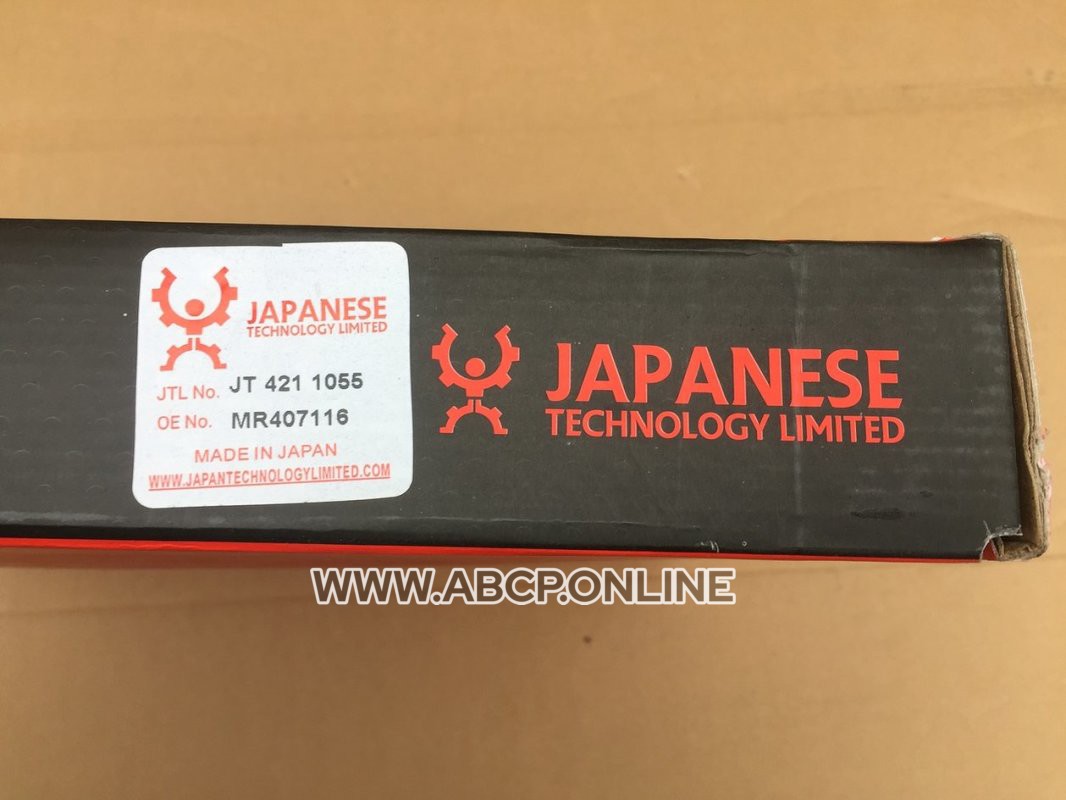 JAPANESE
TECHNOLOGY LIMITED
JTL No. JT 421 1055
OE No. MR407116
MADE IN JAPAN
WWW.JAPANTECHNOLOGYLIMITED.COM
JAPANESE
TECHNOLOGY LIMITED
WWW.ABCP.ONLINE